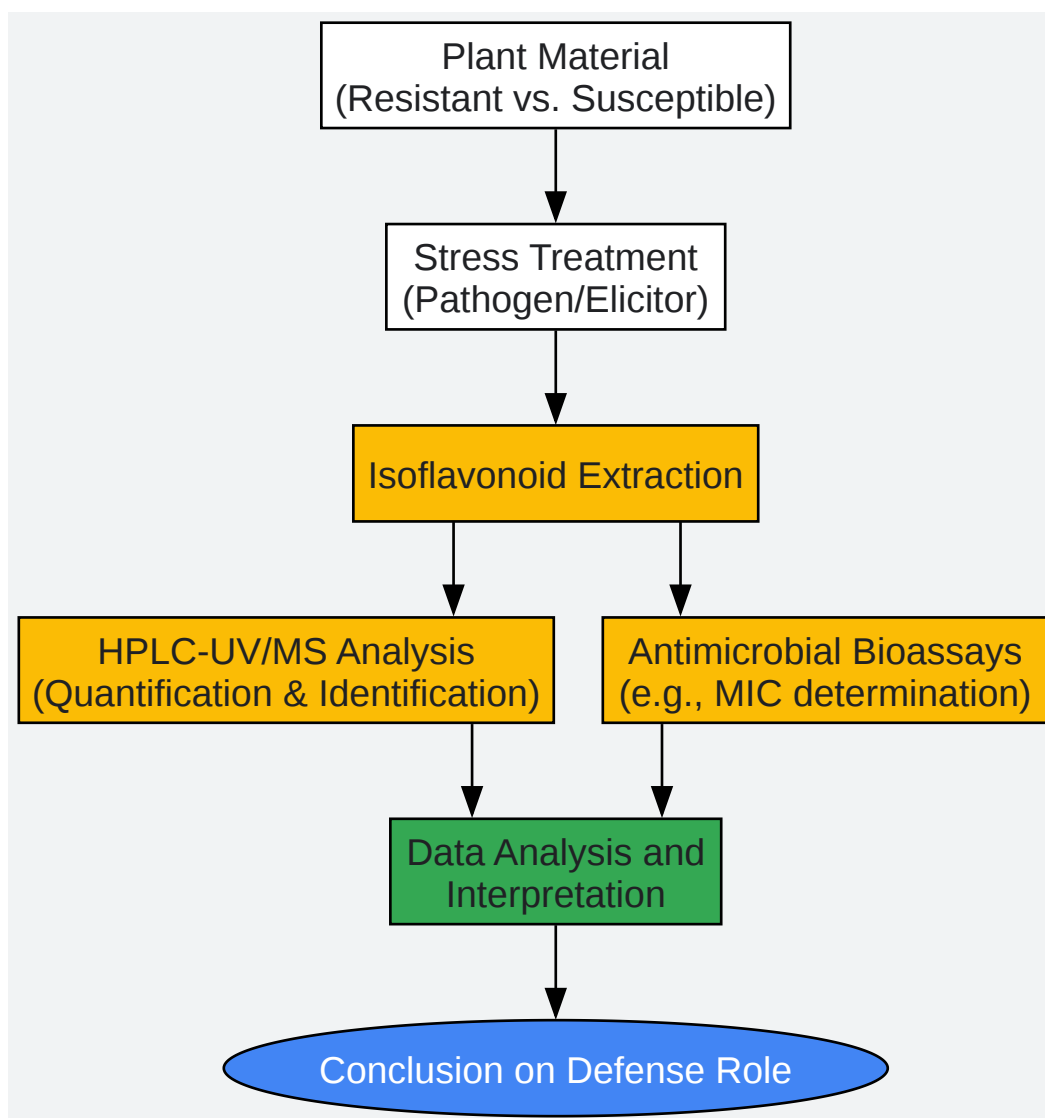 Plant Material
(Resistant vs. Susceptible)
Stress Treatment
(Pathogen/Elicitor)
Isoflavonoid Extraction
HPLC-UV/MS Analysis
(Quantification & Identification)
Antimicrobial Bioassays
(e.g., MIC determination)
Data Analysis and
Interpretation
Conclusion on Defense Role